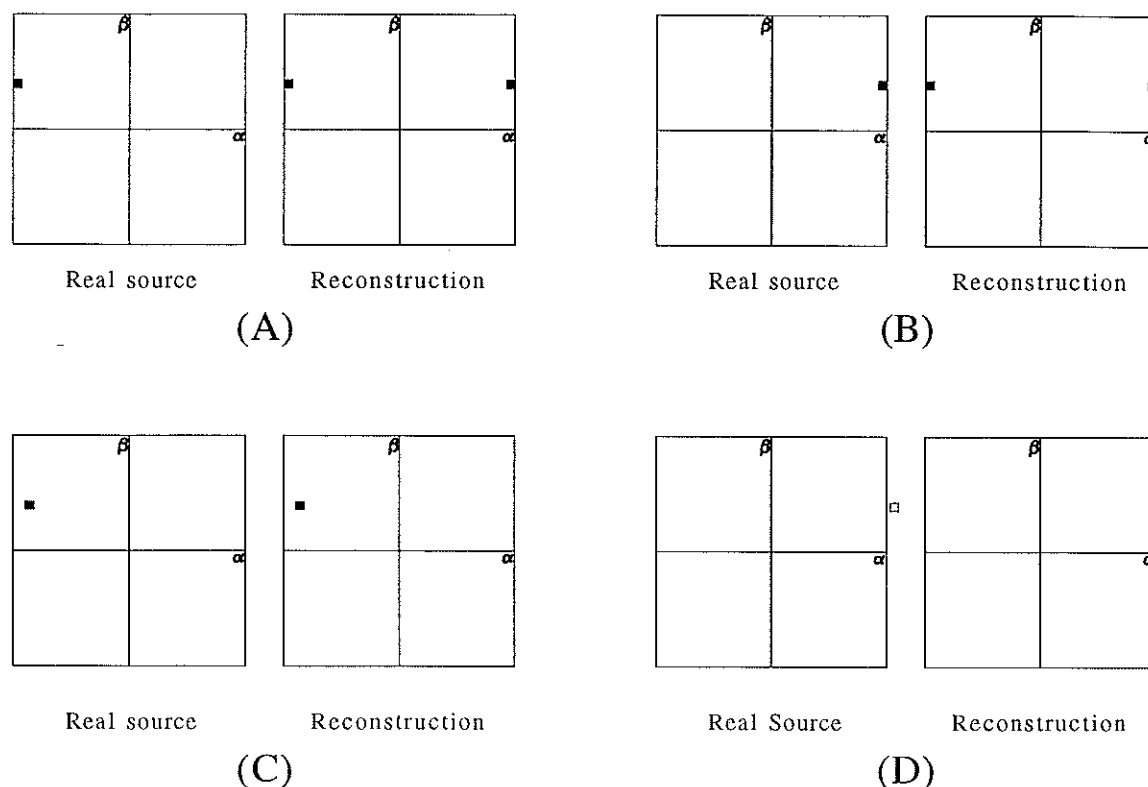 β β β β
α α α
Real source Reconstruction Real source Reconstruction
(A) (B)
β β β β
α α α
Real source Reconstruction Real Source Reconstruction
(C) (D)